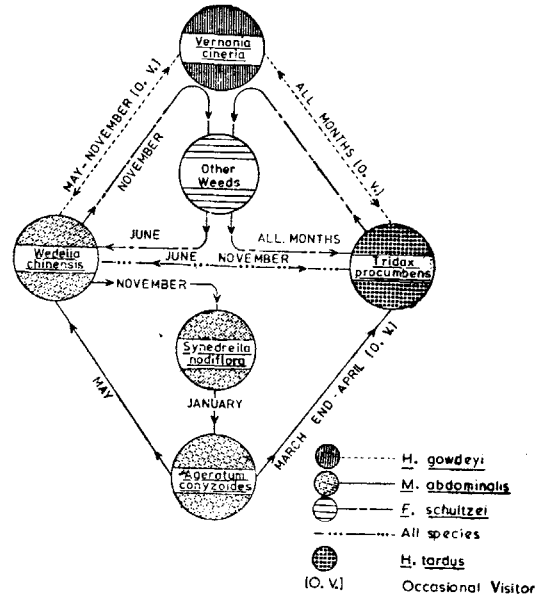 Vernonia
cineria
MAY-NOVEMBER (O. V.)
NOVEMBER
ALL MONTHS (O. V.)
Other
Weeds
JUNE
ALL. MONTHS
Wedelia
chinensis
JUNE NOVEMBER
Tridax
procumbens
NOVEMBER
Synedrella
nodiflora
MAY
JANUARY
MARCH END-APRIL (O. V.)
Ageratum
conyzoides
H. gowdeyi
M. abdominalis
F. schultzei
All species
H. tardus
(O. V.) Occasional Visitor